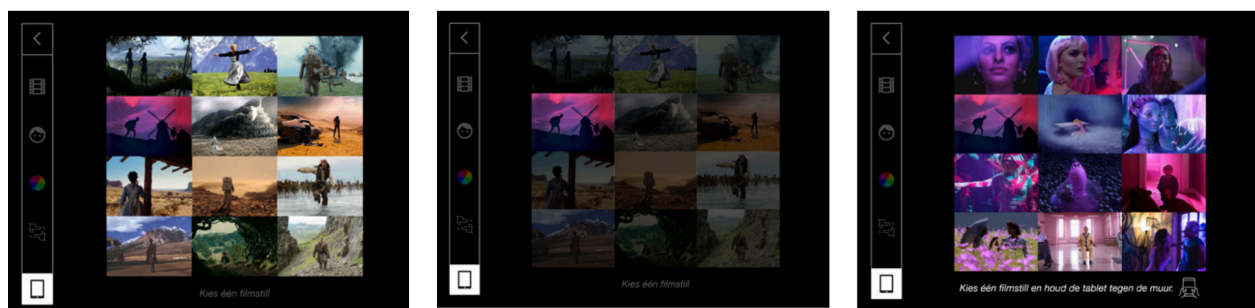 Kies één filmstill
Kies één filmstill
Kies één filmstill en houd de tablet tegen de muur.